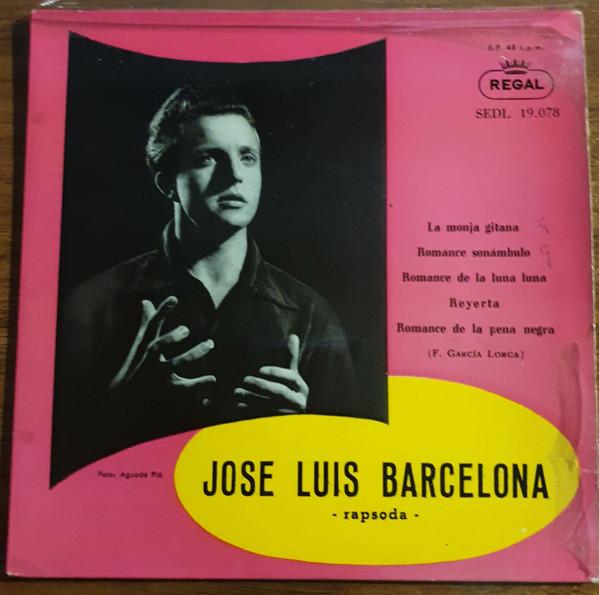 E.P. 45 r.p.m.
REGAL
SEDL 19.078
La monja gitana
Romance sonámbulo
Romance de la luna luna
Reyerta
Romance de la pena negra
(F. GARCÍA LORCA)
Foto: Aguadé Plá
JOSE LUIS BARCELONA
- rapsoda -